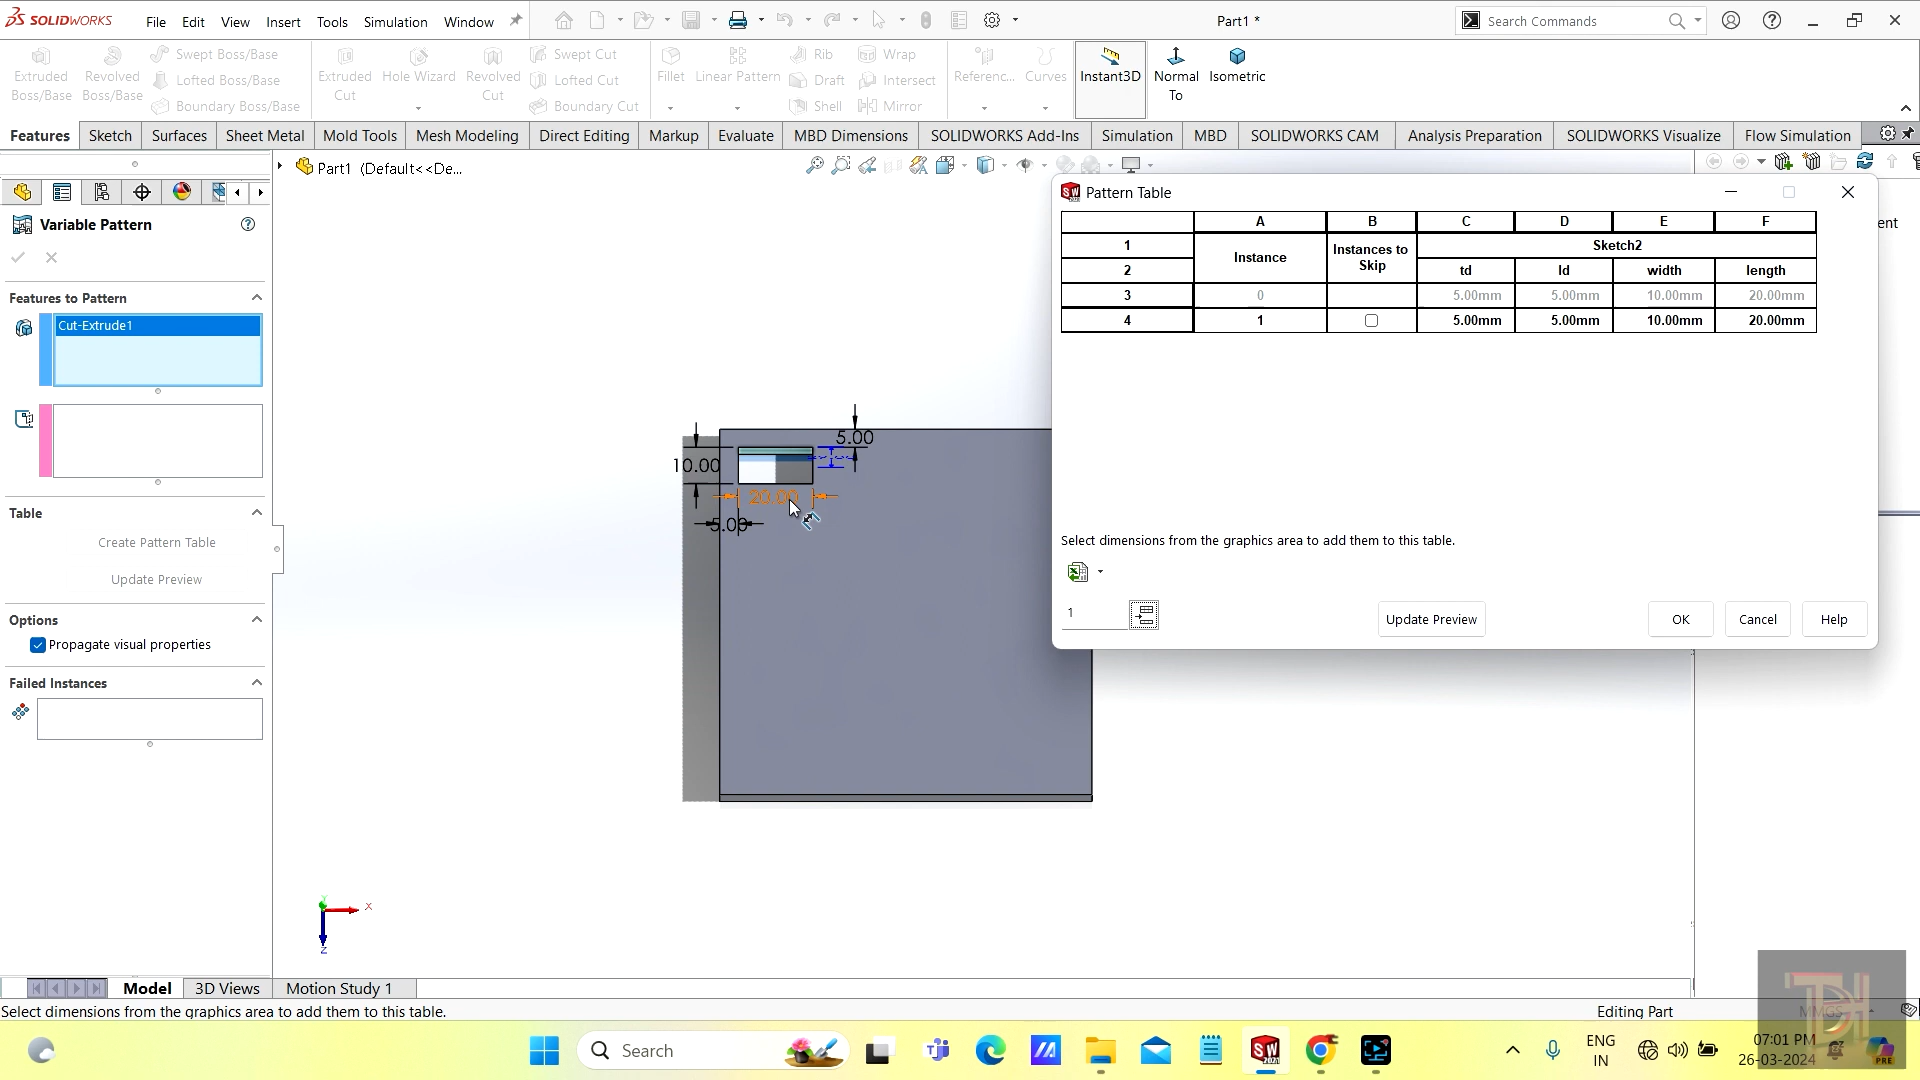 SOLIDWORKS File Edit View Insert Tools Simulation Window Part1 * Search Commands
Extruded Boss/Base
Revolved Boss/Base
Swept Boss/Base
Lofted Boss/Base
Boundary Boss/Base
Extruded Cut
Hole Wizard
Revolved Cut
Swept Cut
Lofted Cut
Boundary Cut
Fillet
Linear Pattern
Rib
Draft
Shell
Wrap
Intersect
Mirror
Referenc...
Curves
Instant3D
Normal To
Isometric
Features Sketch Surfaces Sheet Metal Mold Tools Mesh Modeling Direct Editing Markup Evaluate MBD Dimensions SOLIDWORKS Add-Ins Simulation MBD SOLIDWORKS CAM Analysis Preparation SOLIDWORKS Visualize Flow Simulation
Part1 (Default<<De...
Variable Pattern
Features to Pattern
Cut-Extrude1
Table
Create Pattern Table
Update Preview
Options
Propagate visual properties
Failed Instances
5.00
10.00
20.00
5.00
X
Z
Pattern Table
A B C D E F
1 Instance Instances to Skip Sketch2
2 td ld width length
3 0 5.00mm 5.00mm 10.00mm 20.00mm
4 1 5.00mm 5.00mm 10.00mm 20.00mm
Select dimensions from the graphics area to add them to this table.
1 Update Preview OK Cancel Help
ent
Model 3D Views Motion Study 1
Select dimensions from the graphics area to add them to this table. Editing Part MMGS
Search
ENG
IN
07:01 PM
26-03-2024
PRE